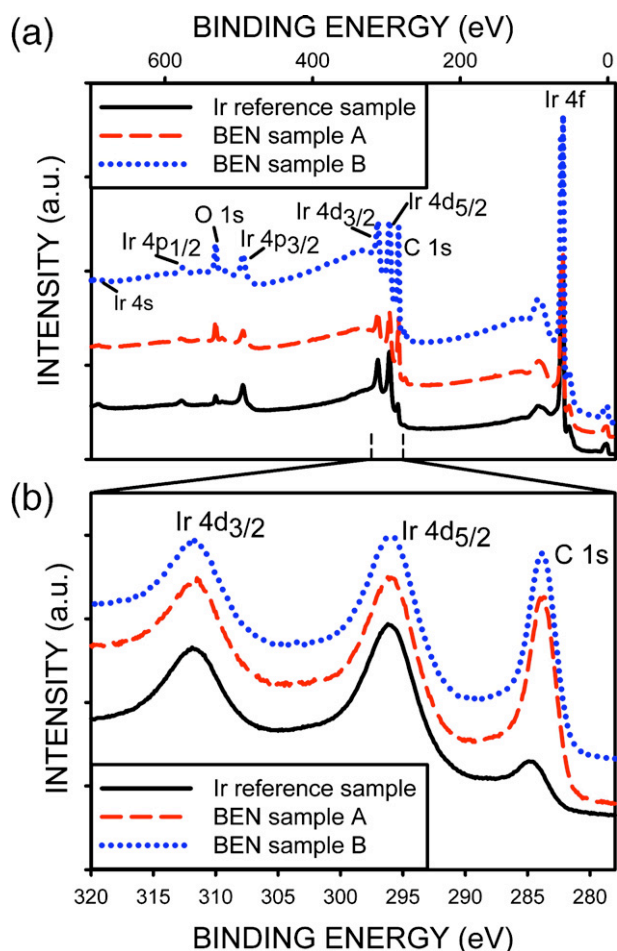 (a)
BINDING ENERGY (eV)
600 400 200 0
Ir reference sample
BEN sample A
BEN sample B
Ir 4f
Ir 4d3/2
Ir 4d5/2
O 1s
Ir 4p1/2
Ir 4p3/2
C 1s
Ir 4s
INTENSITY (a.u.)
(b)
Ir 4d3/2
Ir 4d5/2
C 1s
INTENSITY (a.u.)
Ir reference sample
BEN sample A
BEN sample B
320 315 310 305 300 295 290 285 280
BINDING ENERGY (eV)